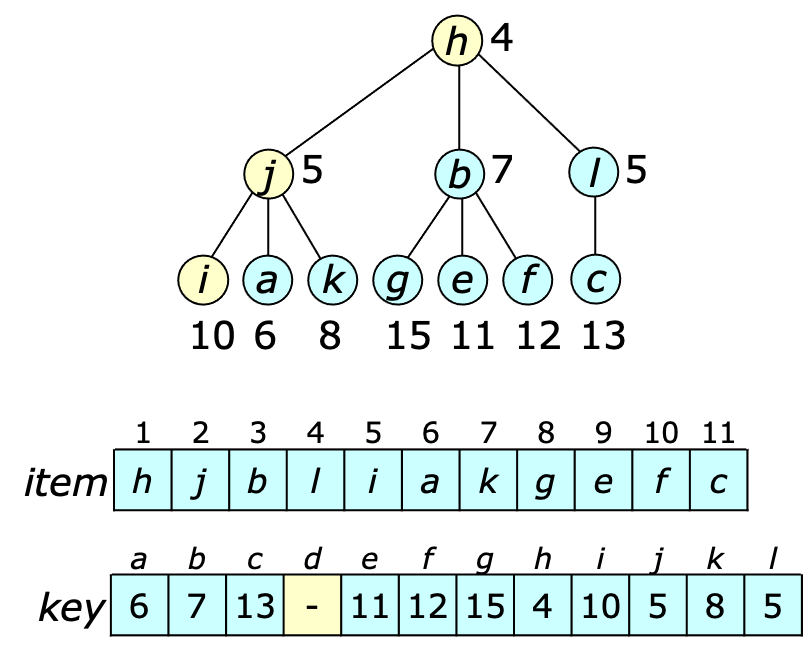 h 4
j 5 b 7 l 5
i a k g e f c
10 6 8 15 11 12 13
1 2 3 4 5 6 7 8 9 10 11
item h j b l i a k g e f c
a b c d e f g h i j k l
key 6 7 13 - 11 12 15 4 10 5 8 5